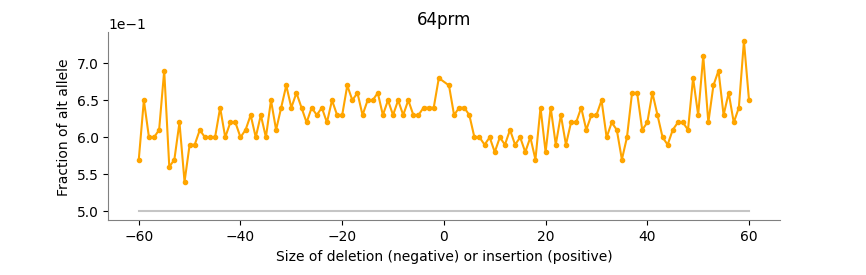 64prm
1e−1
7.0
6.5
6.0
5.5
5.0
Fraction of alt allele
−60 −40 −20 0 20 40 60
Size of deletion (negative) or insertion (positive)